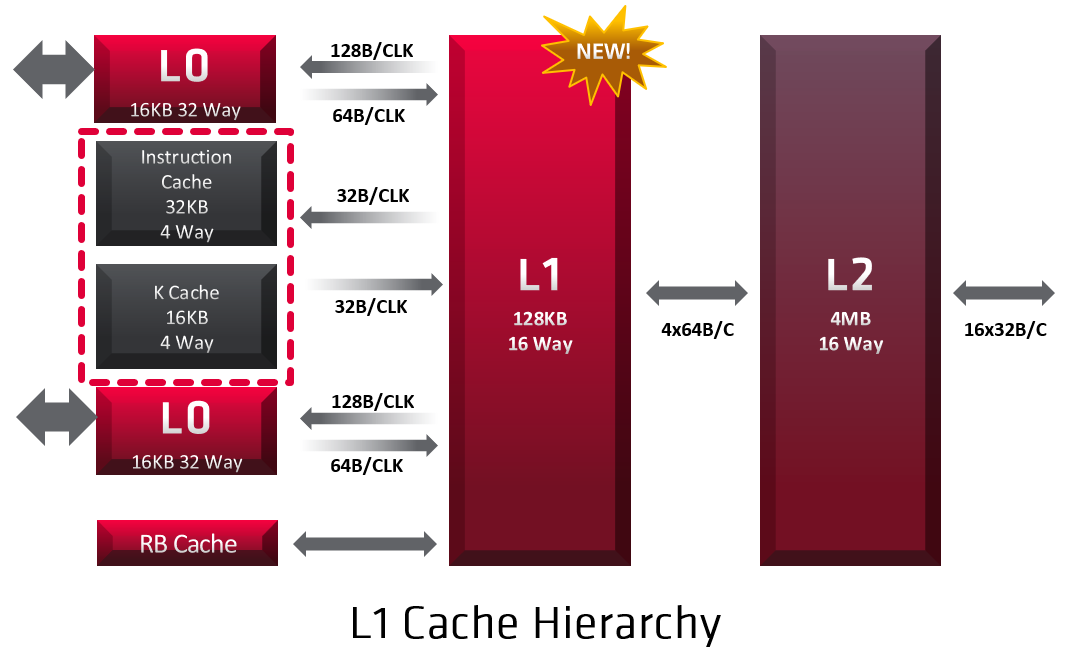 L0
16KB 32 Way
128B/CLK
64B/CLK
NEW!
Instruction
Cache
32KB
4 Way
32B/CLK
K Cache
16KB
4 Way
32B/CLK
L0
16KB 32 Way
128B/CLK
64B/CLK
RB Cache
L1
128KB
16 Way
4x64B/C
L2
4MB
16 Way
16x32B/C
L1 Cache Hierarchy